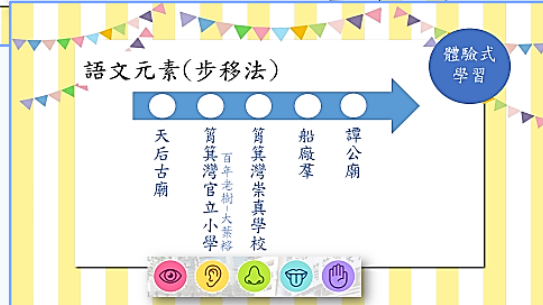 語文元素(步移法)
體驗式
學習
天后古廟
筲箕灣官立小學
百年老樹-大葉榕
筲箕灣崇真學校
船廠羣
譚公廟